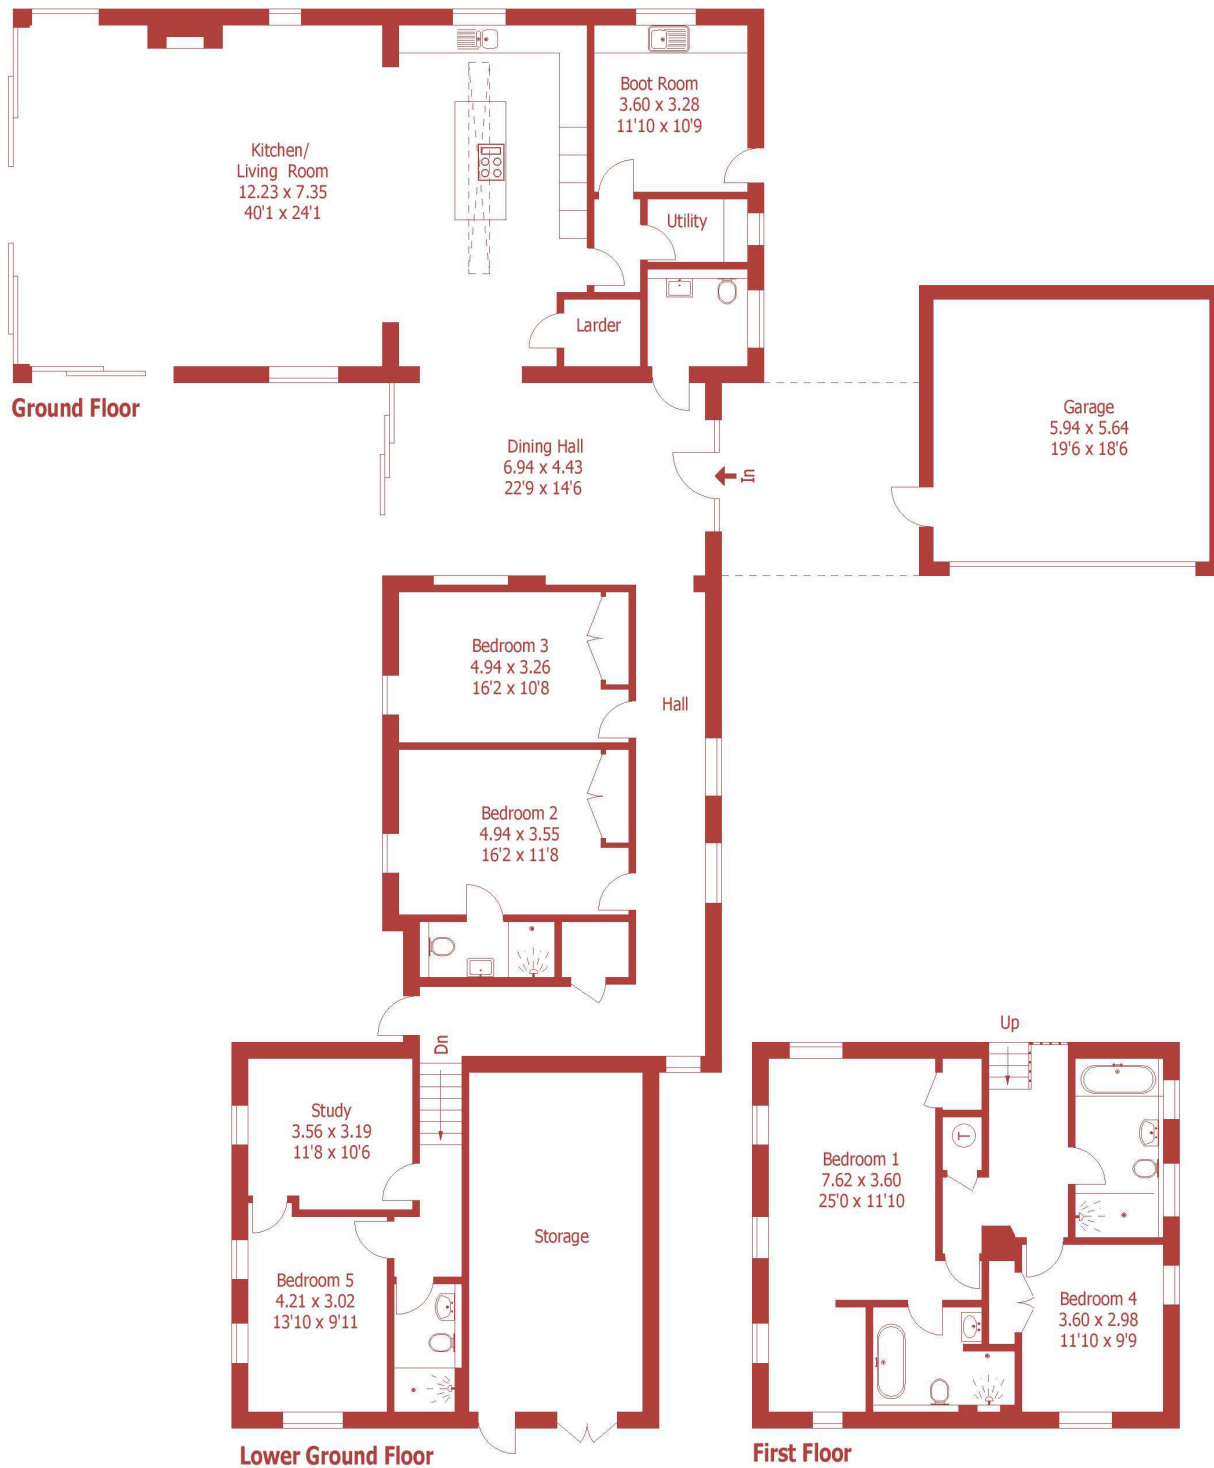 Boot Room
3.60 x 3.28
11'10 x 10'9
Kitchen/
Living Room
12.23 x 7.35
40'1 x 24'1
Utility
Larder
Ground Floor
Garage
5.94 x 5.64
19'6 x 18'6
Dining Hall
6.94 x 4.43
22'9 x 14'6
In
Bedroom 3
4.94 x 3.26
16'2 x 10'8
Hall
Bedroom 2
4.94 x 3.55
16'2 x 11'8
Dn
Up
Study
3.56 x 3.19
11'8 x 10'6
T
Bedroom 1
7.62 x 3.60
25'0 x 11'10
Storage
Bedroom 5
4.21 x 3.02
13'10 x 9'11
Bedroom 4
3.60 x 2.98
11'10 x 9'9
Lower Ground Floor
First Floor